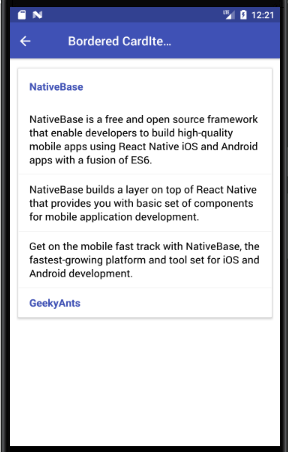 12:21
Bordered CardIte...
NativeBase
NativeBase is a free and open source framework
that enable developers to build high-quality
mobile apps using React Native iOS and Android
apps with a fusion of ES6.
NativeBase builds a layer on top of React Native
that provides you with basic set of components
for mobile application development.
Get on the mobile fast track with NativeBase, the
fastest-growing platform and tool set for iOS and
Android development.
GeekyAnts